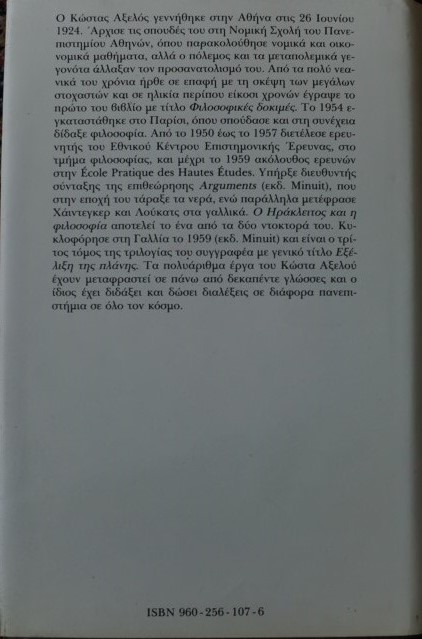 Ο Κώστας Αξελός γεννήθηκε στην Αθήνα στις 26 Ιουνίου
1924. Άρχισε τις σπουδές του στη Νομική Σχολή του Πανε-
πιστημίου Αθηνών, όπου παρακολούθησε νομικά και οικο-
νομικά μαθήματα, αλλά ο πόλεμος και τα μεταπολεμικά γε-
γονότα άλλαξαν τον προσανατολισμό του. Από τα πολύ νεα-
νικά του χρόνια ήρθε σε επαφή με τη σκέψη των μεγάλων
στοχαστών και σε ηλικία περίπου είκοσι χρονών έγραψε το
πρώτο του βιβλίο με τίτλο Φιλοσοφικές δοκιμές. Το 1954 ε-
γκαταστάθηκε στο Παρίσι, όπου σπούδασε και στη συνέχεια
δίδαξε φιλοσοφία. Από το 1950 έως το 1957 διετέλεσε ερευ-
νητής του Εθνικού Κέντρου Επιστημονικής Έρευνας, στο
τμήμα φιλοσοφίας, και μέχρι το 1959 ακόλουθος ερευνών
στην École Pratique des Hautes Études. Υπήρξε διευθυντής
σύνταξης της επιθεώρησης Arguments (εκδ. Minuit), που
στην εποχή του τάραξε τα νερά, ενώ παράλληλα μετέφρασε
Χάιντεγκερ και Λούκατς στα γαλλικά. Ο Ηράκλειτος και η
φιλοσοφία αποτελεί το ένα από τα δύο ντοκτορά του. Κυ-
κλοφόρησε στη Γαλλία το 1959 (εκδ. Minuit) και είναι ο τρί-
τος τόμος της τριλογίας του συγγραφέα με γενικό τίτλο Εξέ-
λιξη της πλάνης. Τα πολυάριθμα έργα του Κώστα Αξελού
έχουν μεταφραστεί σε πάνω από δεκαπέντε γλώσσες και ο
ίδιος έχει διδάξει και δώσει διαλέξεις σε διάφορα πανεπι-
στήμια σε όλο τον κόσμο.
ISBN 960-256-107-6